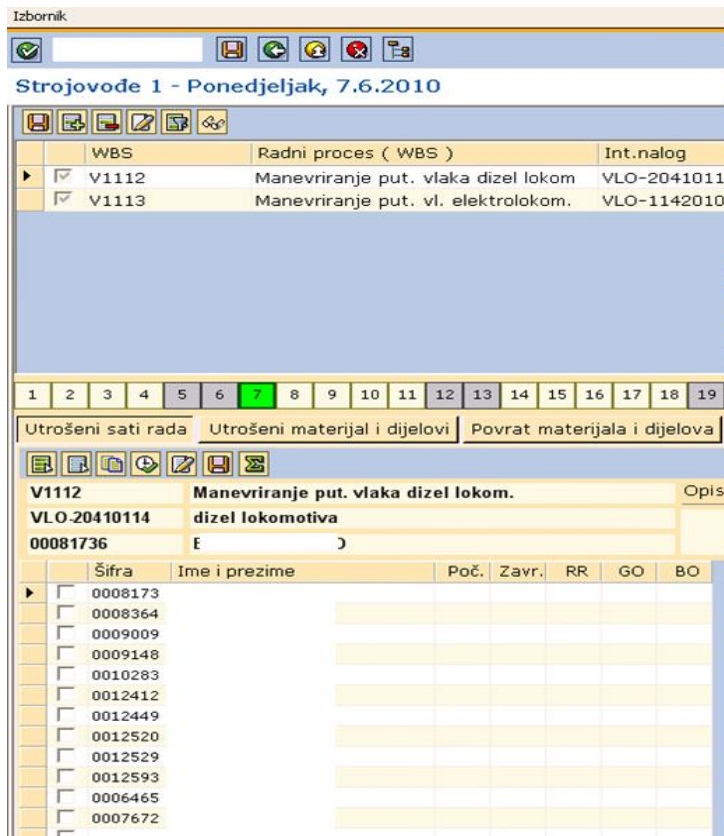 Izbornik
Strojovođe 1 - Ponedjeljak, 7.6.2010
WBS Radni proces ( WBS ) Int.nalog
V1112 Manevriranje put. vlaka dizel lokom VLO-2041011
V1113 Manevriranje put. vl. elektrolokom. VLO-1142010
1 2 3 4 5 6 7 8 9 10 11 12 13 14 15 16 17 18 19
Utrošeni sati rada Utrošeni materijal i dijelovi Povrat materijala i dijelova
V1112 Manevriranje put. vlaka dizel lokom. Opis
VLO-20410114 dizel lokomotiva
00081736
Šifra Ime i prezime Poč. Zavr. RR GO BO
0008173
0008364
0009009
0009148
0010283
0012412
0012449
0012520
0012529
0012593
0006465
0007672